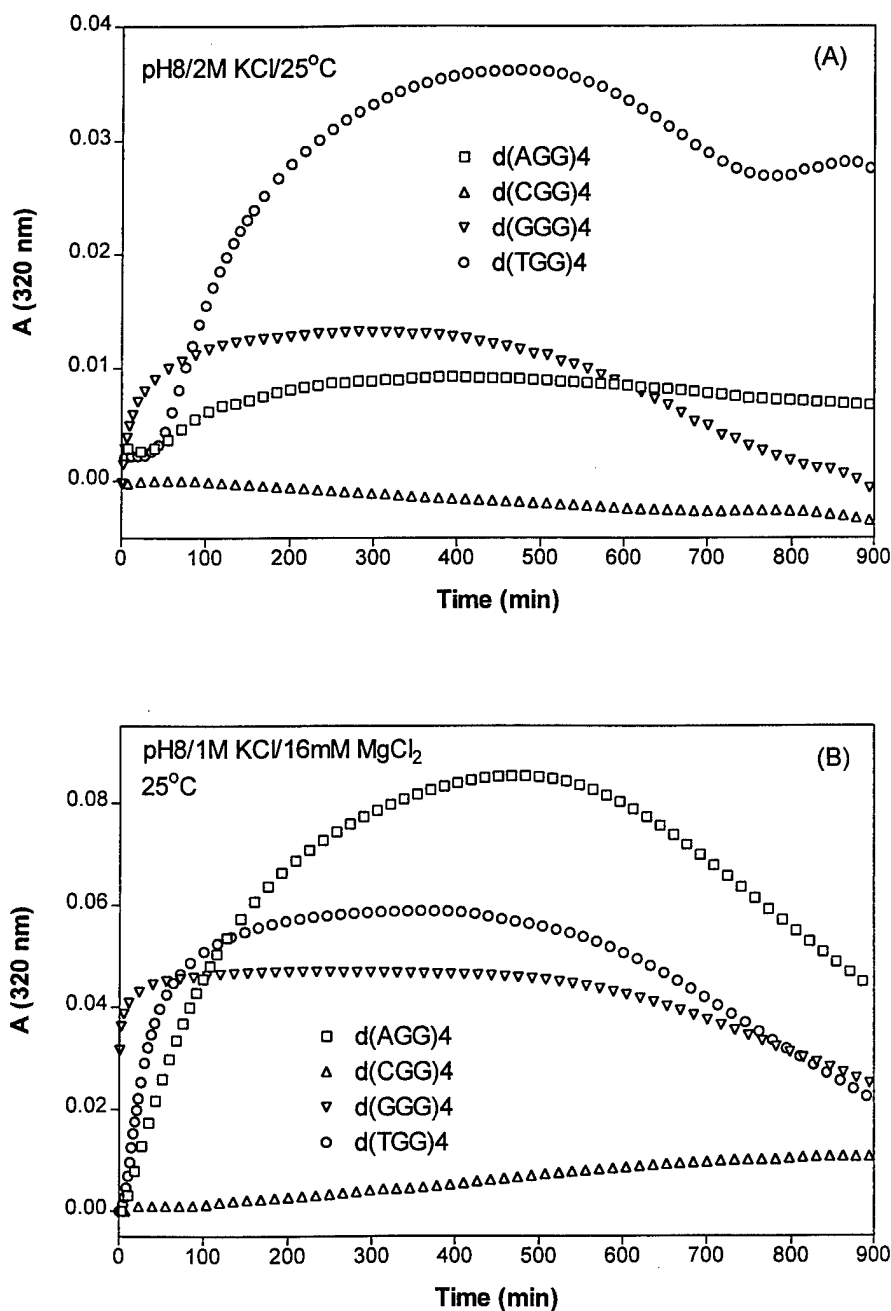 0.04
pH8/2M KCl/25°C
(A)
0.03
d(AGG)4
d(CGG)4
d(GGG)4
d(TGG)4
0.02
A (320 nm)
0.01
0.00
0 100 200 300 400 500 600 700 800 900
Time (min)
pH8/1M KCl/16mM MgCl₂
25°C
(B)
0.08
0.06
A (320 nm)
0.04
d(AGG)4
d(CGG)4
d(GGG)4
d(TGG)4
0.02
0.00
0 100 200 300 400 500 600 700 800 900
Time (min)